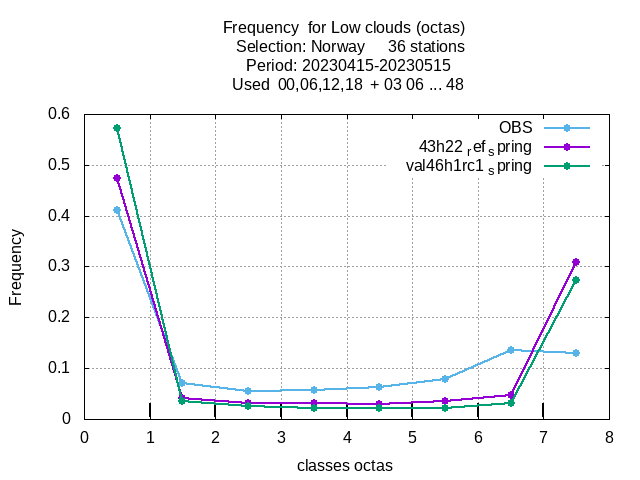 Frequency  for Low clouds (octas)
Selection: Norway     36 stations
Period: 20230415-20230515
Used  00,06,12,18  + 03 06 ... 48
0.6
0.5
0.4
0.3
0.2
0.1
0
Frequency
OBS
43h22 ref spring
val46h1rc1 spring
0 1 2 3 4 5 6 7 8
classes octas